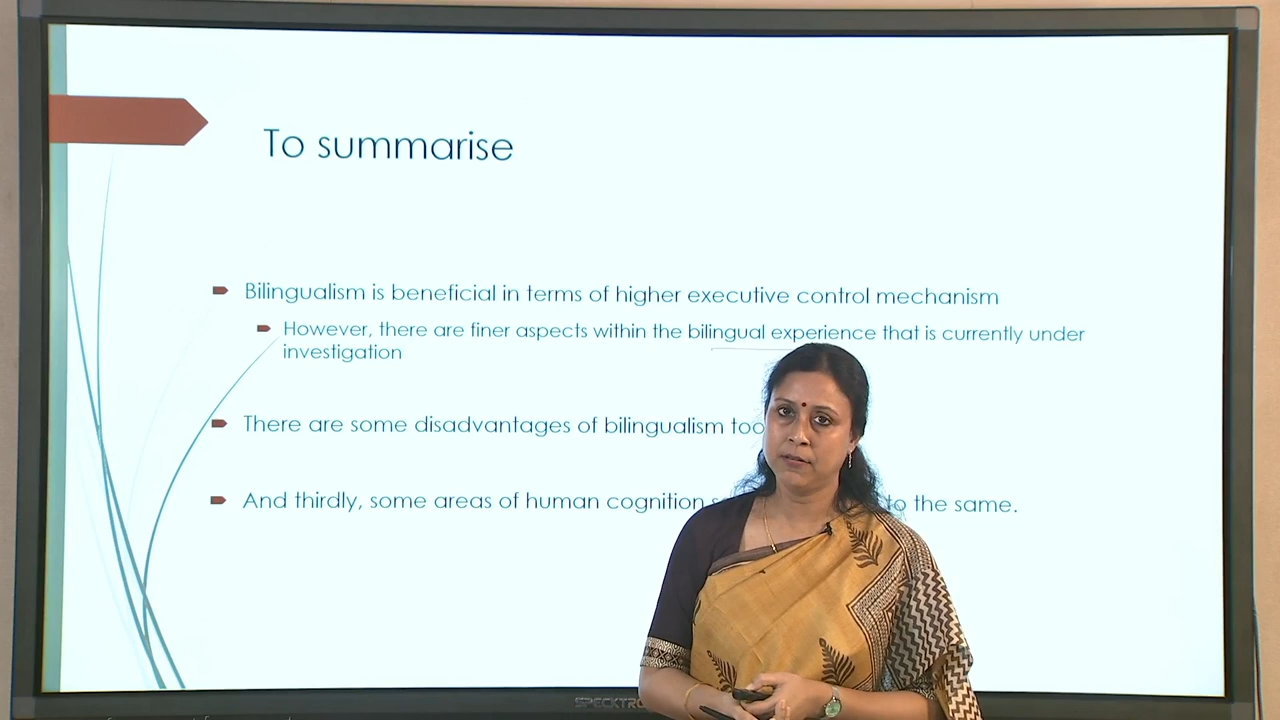 To summarise
Bilingualism is beneficial in terms of higher executive control mechanism
However, there are finer aspects within the bilingual experience that is currently under
investigation
There are some disadvantages of bilingualism too
And thirdly, some areas of human cognition to the same.